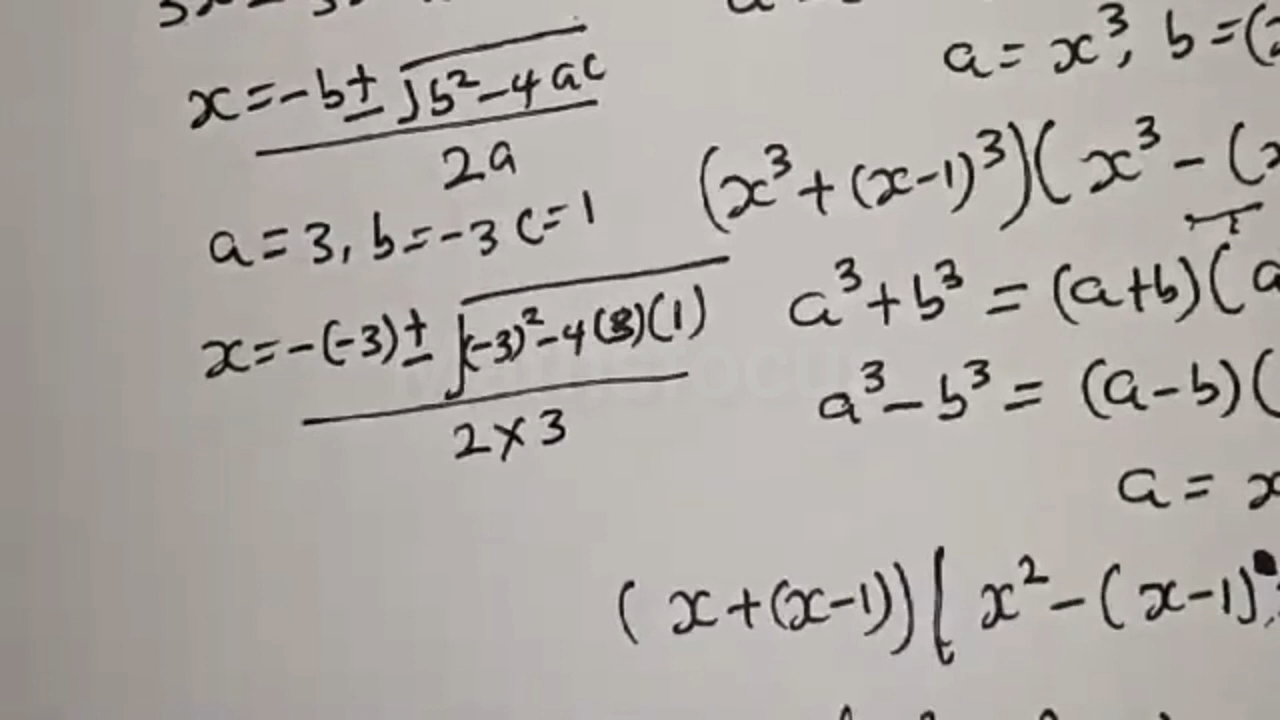 x = -b ± √b² - 4ac
2a
a = 3, b = -3 c = 1
x = -(-3) ± √(-3)² - 4(3)(1)
2 × 3
a = x³, b = (
(x³ + (x-1)³)(x³ - (
a³ + b³ = (a+b)(a
a³ - b³ = (a-b)(
a = x
(x + (x-1))[x² - (x-1)